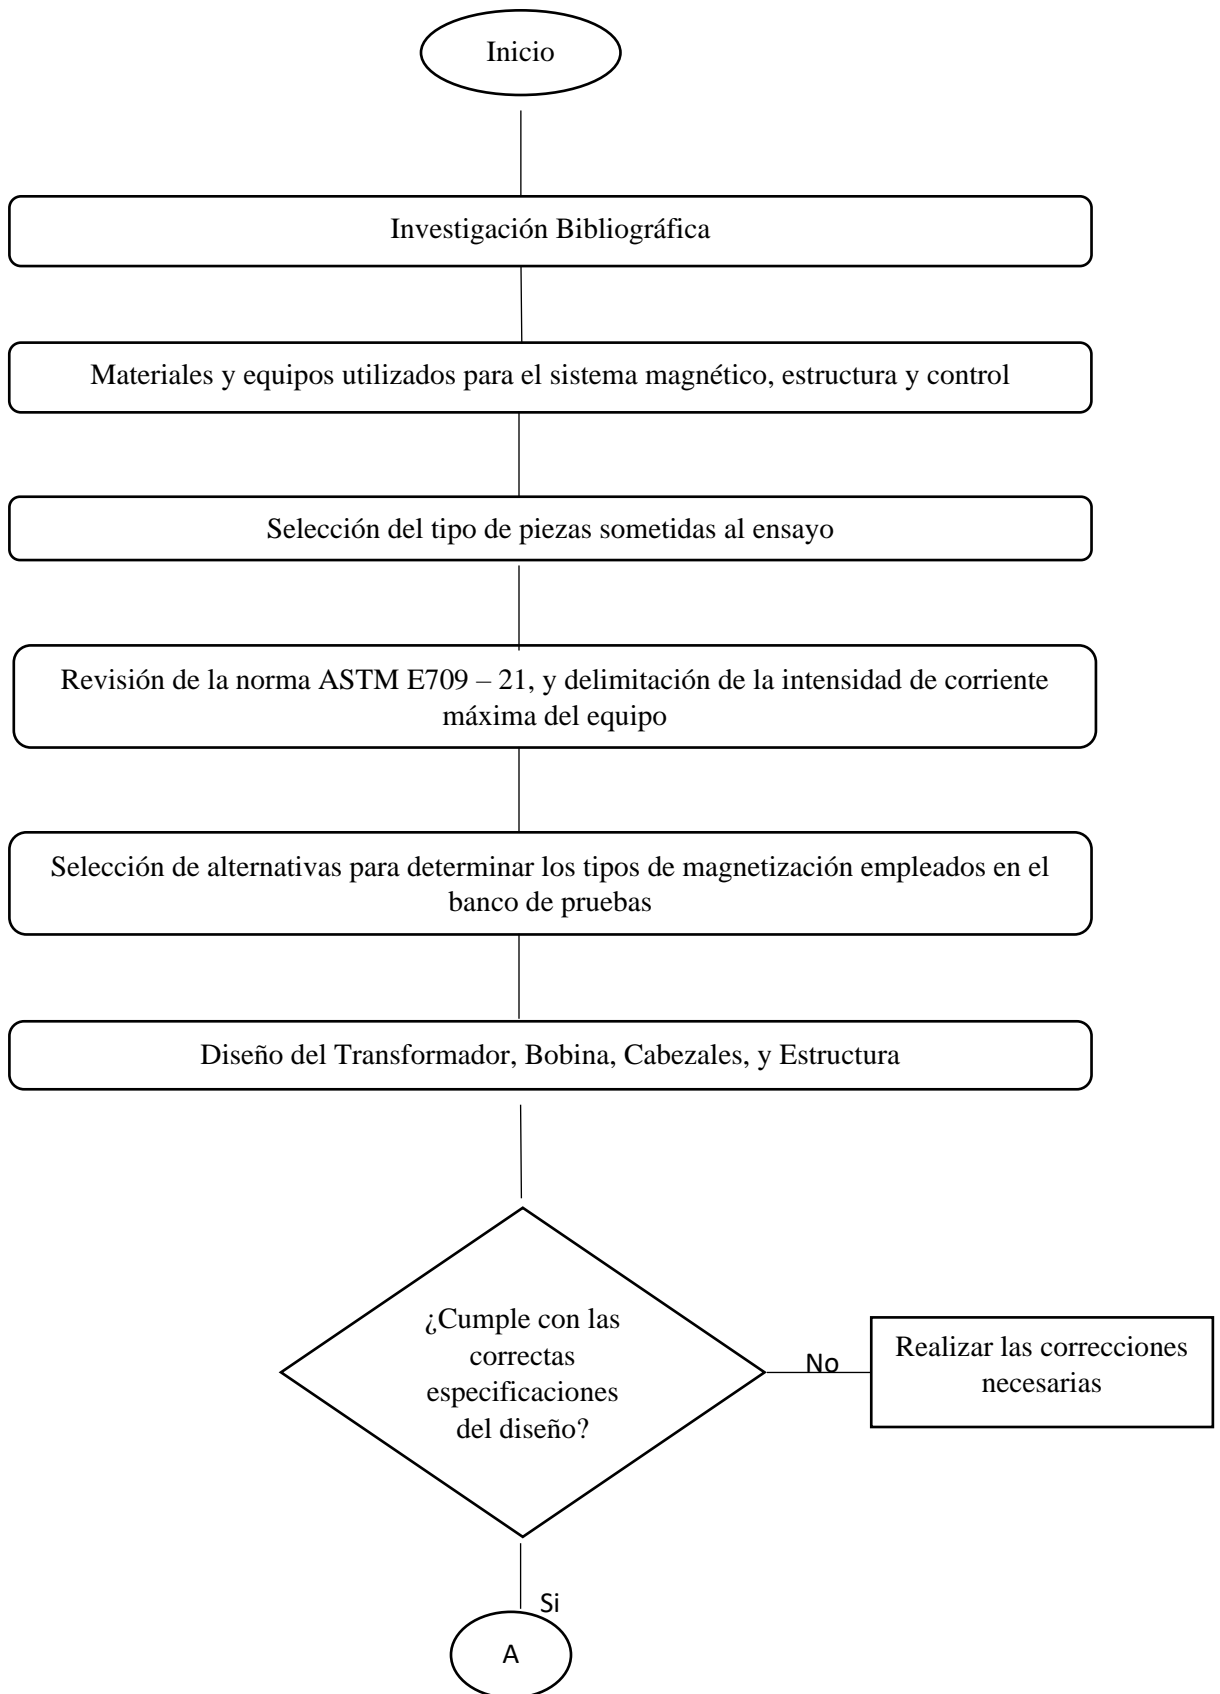 Inicio
Investigación Bibliográfica
Materiales y equipos utilizados para el sistema magnético, estructura y control
Selección del tipo de piezas sometidas al ensayo
Revisión de la norma ASTM E709 – 21, y delimitación de la intensidad de corriente
máxima del equipo
Selección de alternativas para determinar los tipos de magnetización empleados en el
banco de pruebas
Diseño del Transformador, Bobina, Cabezales, y Estructura
¿Cumple con las
correctas
especificaciones
del diseño?
No
Realizar las correcciones
necesarias
Si
A